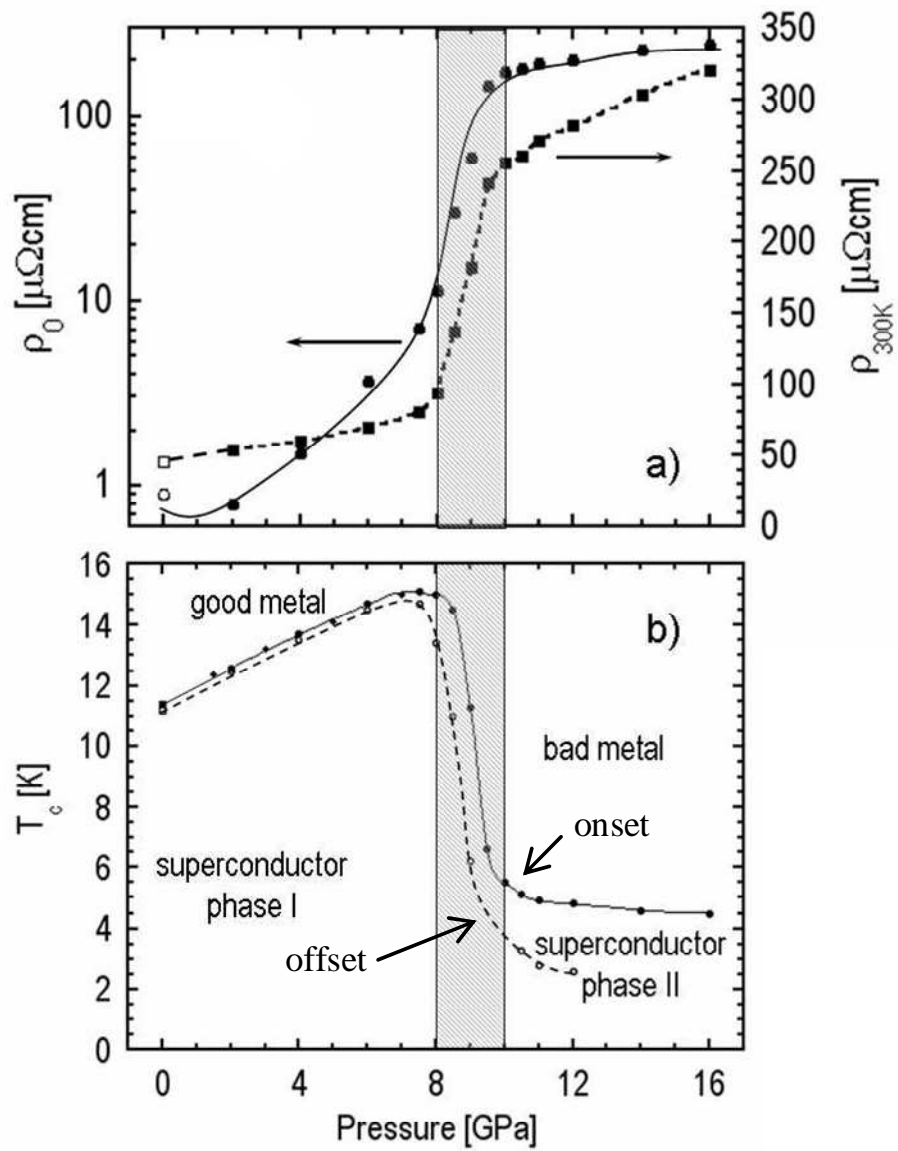 100
10
1
ρ0 [μΩcm]
350
300
250
200
150
100
50
0
ρ300K [μΩcm]
a)
16
14
12
10
8
6
4
2
0
Tc [K]
good metal
b)
bad metal
onset
superconductor
phase I
offset
superconductor
phase II
0 4 8 12 16
Pressure [GPa]